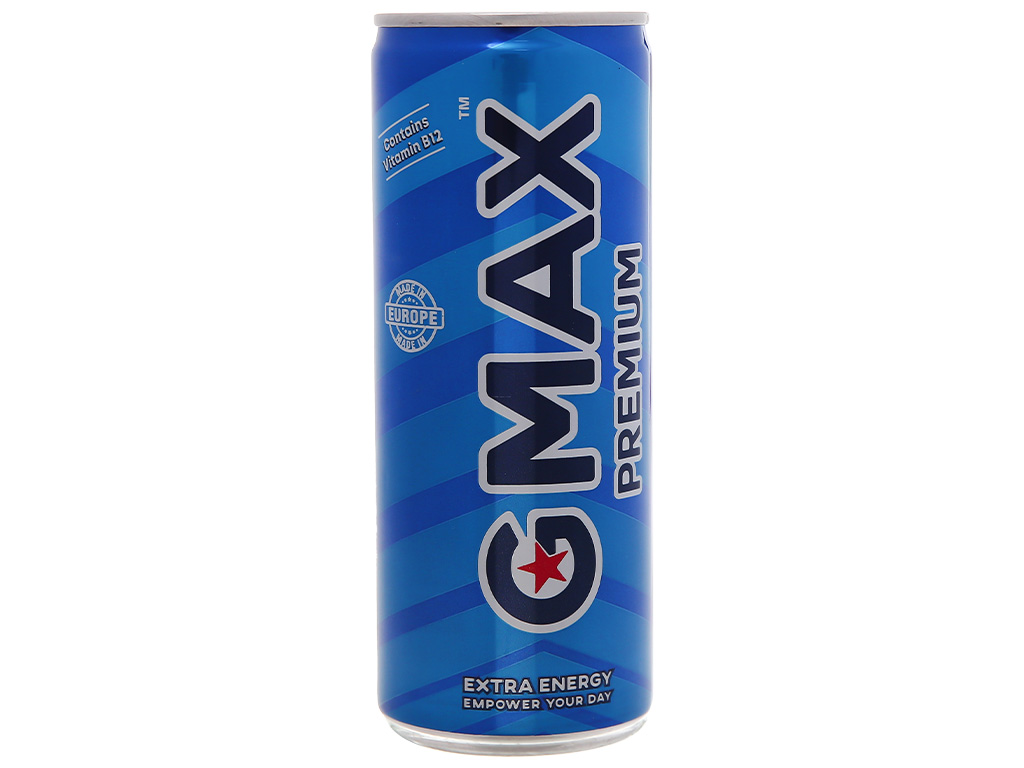 Contains
Vitamin B12
TM
GMAX
PREMIUM
MADE IN
EUROPE
MADE IN
EXTRA ENERGY
EMPOWER YOUR DAY